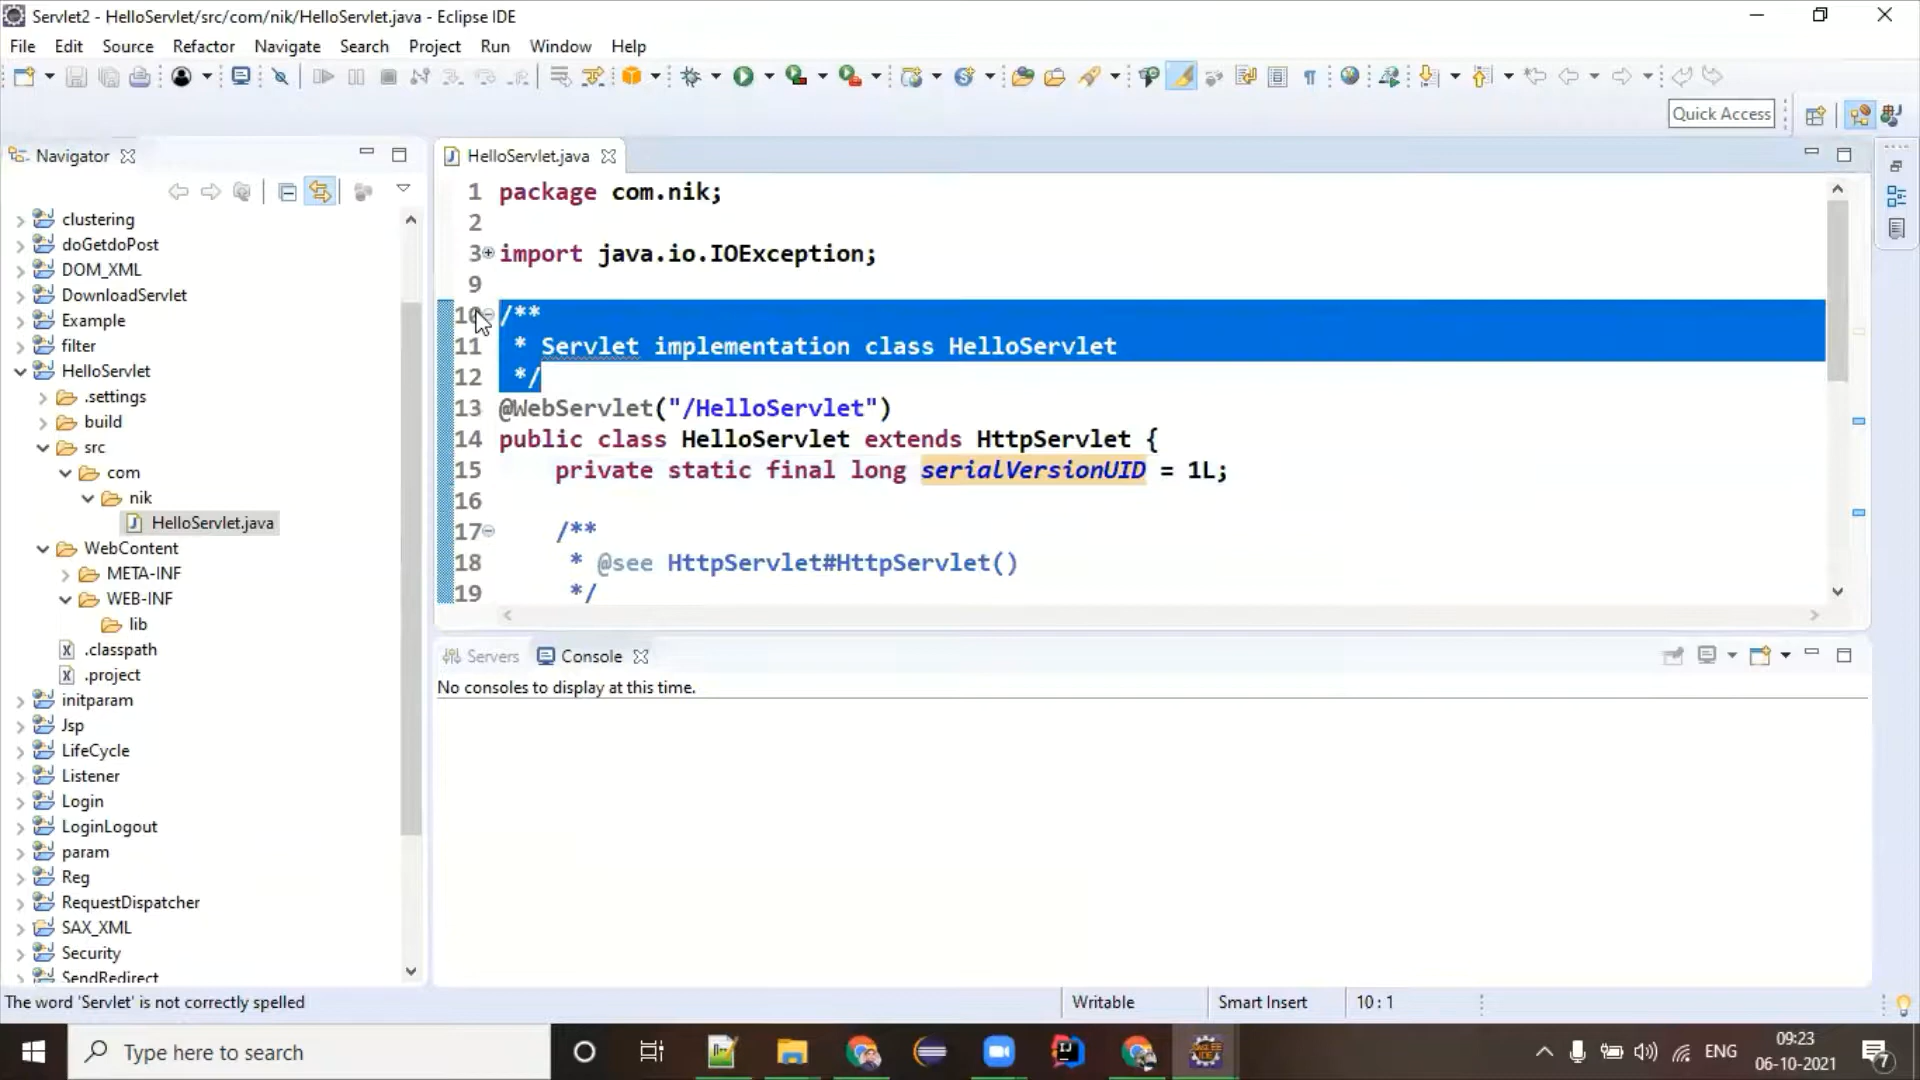 Servlet2 - HelloServlet/src/com/nik/HelloServlet.java - Eclipse IDE
File Edit Source Refactor Navigate Search Project Run Window Help
Quick Access
Navigator
clustering
doGetdoPost
DOM_XML
DownloadServlet
Example
filter
HelloServlet
.settings
build
src
com
nik
HelloServlet.java
WebContent
META-INF
WEB-INF
lib
.classpath
.project
initparam
Jsp
LifeCycle
Listener
Login
LoginLogout
param
Reg
RequestDispatcher
SAX_XML
Security
SendRedirect
HelloServlet.java
1 package com.nik;
2
3 import java.io.IOException;
9
10 /**
11 * Servlet implementation class HelloServlet
12 */
13 @WebServlet("/HelloServlet")
14 public class HelloServlet extends HttpServlet {
15 private static final long serialVersionUID = 1L;
16
17 /**
18 * @see HttpServlet#HttpServlet()
19 */
Servers Console
No consoles to display at this time.
The word 'Servlet' is not correctly spelled
Writable Smart Insert 10 : 1
Type here to search
ENG
09:23
06-10-2021
7